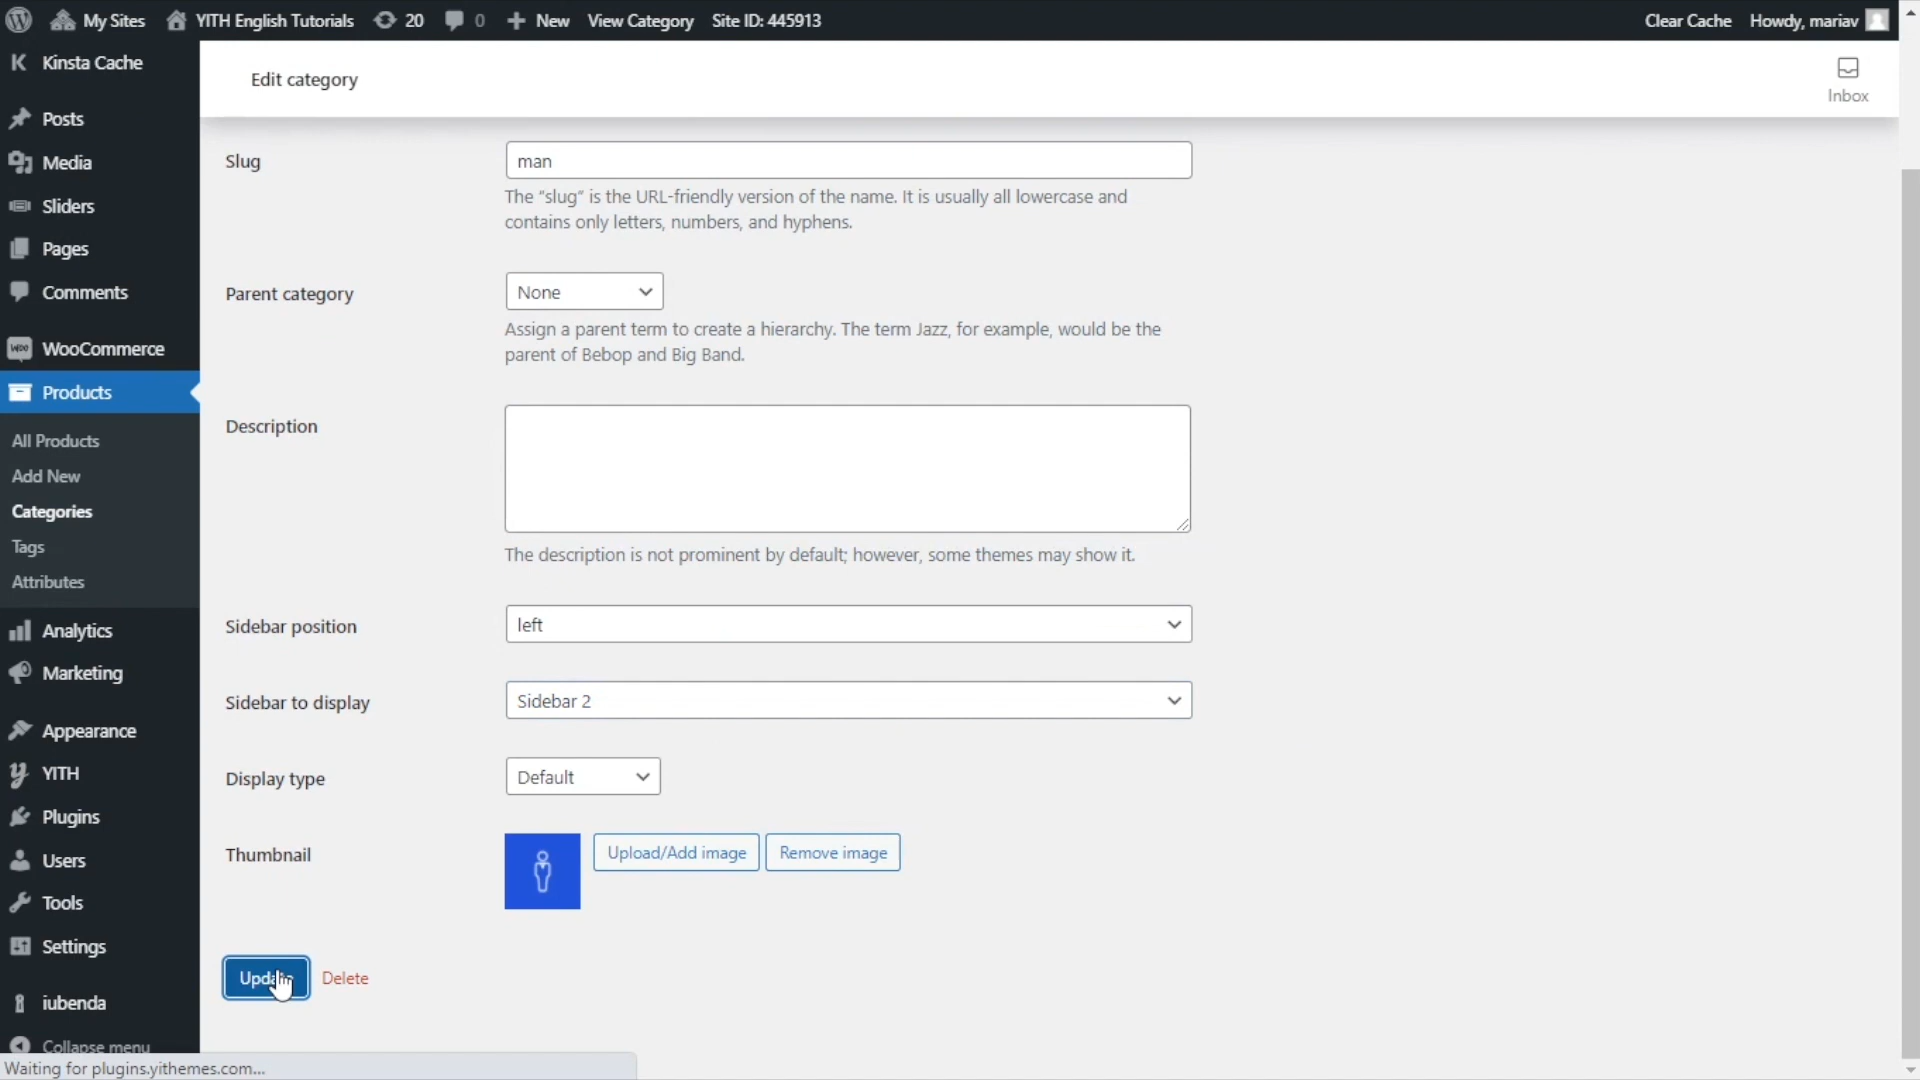 My Sites YITH English Tutorials 20 0 New View Category Site ID: 445913 Clear Cache Howdy, mariav
Kinsta Cache
Posts
Media
Sliders
Pages
Comments
WOO WooCommerce
Products
All Products
Add New
Categories
Tags
Attributes
Analytics
Marketing
Appearance
YITH
Plugins
Users
Tools
Settings
iubenda
Collapse menu
Edit category
Inbox
Slug
man
The “slug” is the URL-friendly version of the name. It is usually all lowercase and
contains only letters, numbers, and hyphens.
Parent category
None
Assign a parent term to create a hierarchy. The term Jazz, for example, would be the
parent of Bebop and Big Band.
Description
The description is not prominent by default; however, some themes may show it.
Sidebar position
left
Sidebar to display
Sidebar 2
Display type
Default
Thumbnail
Upload/Add image Remove image
Update Delete
Waiting for plugins.yithemes.com...